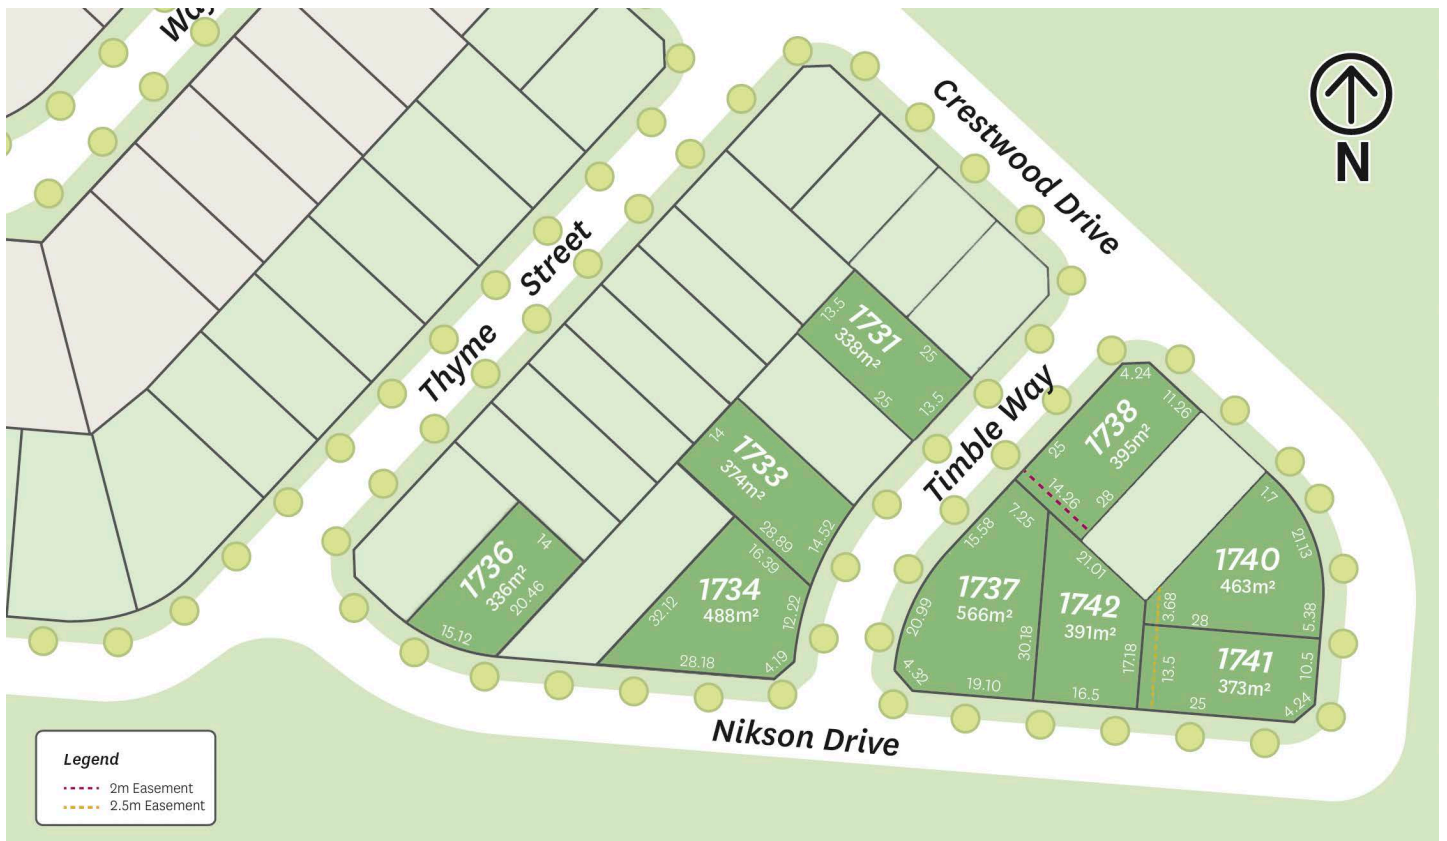 Way
Crestwood Drive
N
Thyme Street
Timble Way
Nikson Drive
1731
338m²
13.5
25
25
13.5
1733
374m²
14
28.89
14.52
1734
488m²
16.39
32.12
12.22
28.18
4.19
1736
336m²
14
20.46
15.12
1738
395m²
4.24
11.26
25
14.26
28
1737
566m²
15.58
7.25
20.99
30.18
4.32
19.10
1742
391m²
21.01
17.18
16.5
1740
463m²
1.7
21.13
3.68
28
5.38
1741
373m²
13.5
10.5
25
4.24
Legend
2m Easement
2.5m Easement